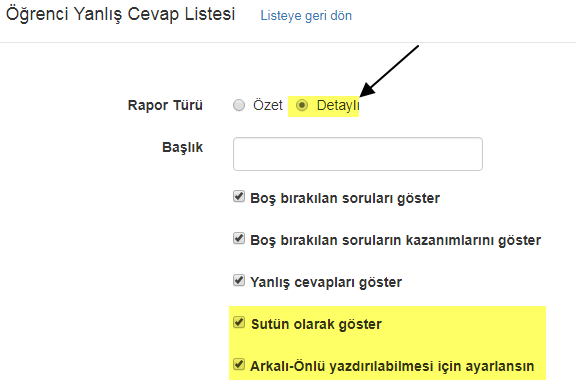 Öğrenci Yanlış Cevap Listesi Listeye geri dön
Rapor Türü Özet Detaylı
Başlık
Boş bırakılan soruları göster
Boş bırakılan soruların kazanımlarını göster
Yanlış cevapları göster
Sutün olarak göster
Arkalı-Önlü yazdırılabilmesi için ayarlansın